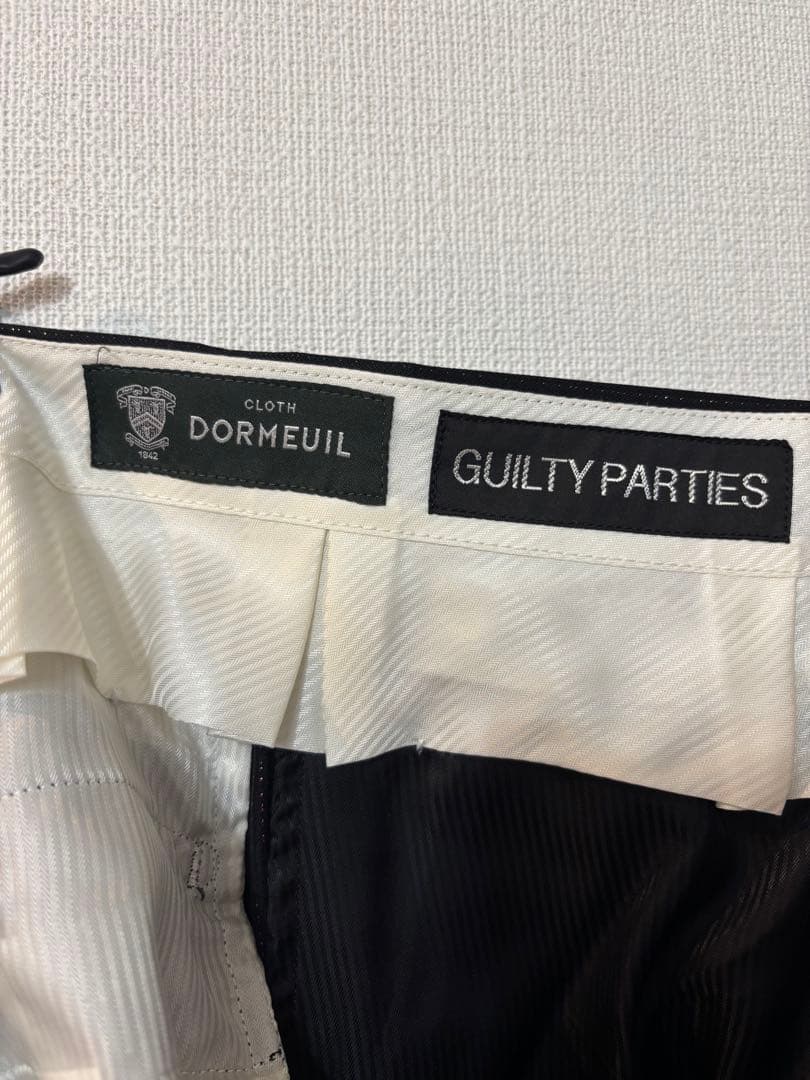 CLOTH
DORMEUIL
1842
GUILTY PARTIES